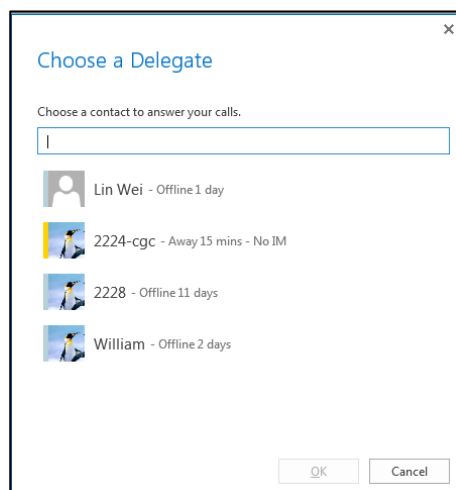 Choose a Delegate
Choose a contact to answer your calls.
Lin Wei - Offline 1 day
2224-cgc - Away 15 mins - No IM
2228 - Offline 11 days
William - Offline 2 days
OK Cancel